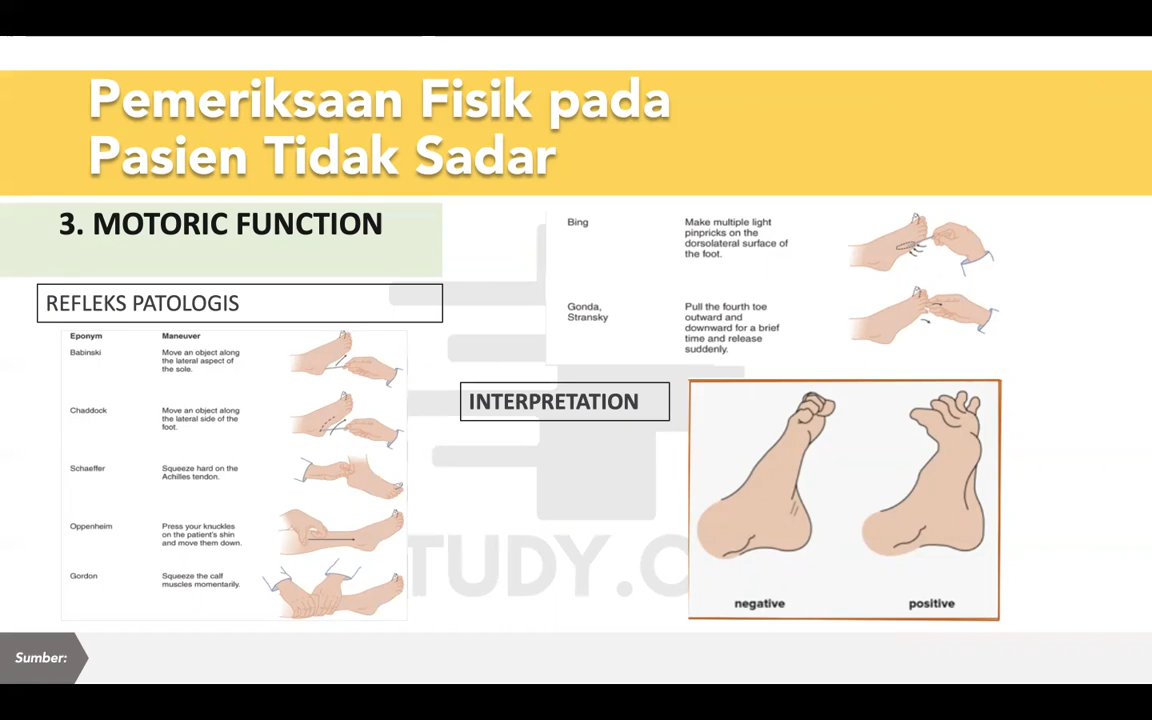 Pemeriksaan Fisik pada
Pasien Tidak Sadar
3. MOTORIC FUNCTION
REFLEKS PATOLOGIS
Eponym Maneuver
Babinski Move an object along
the lateral aspect of
the sole.
Chaddock Move an object along
the lateral side of the
foot.
Schaeffer Squeeze hard on the
Achilles tendon.
Oppenheim Press your knuckles
on the patient's shin
and move them down.
Gordon Squeeze the calf
muscles momentarily.
Bing Make multiple light
pinpricks on the
dorsolateral surface of
the foot.
Gonda, Pull the fourth toe
Stransky outward and
downward for a brief
time and release
suddenly.
INTERPRETATION
negative positive
TUDY.C
Sumber: